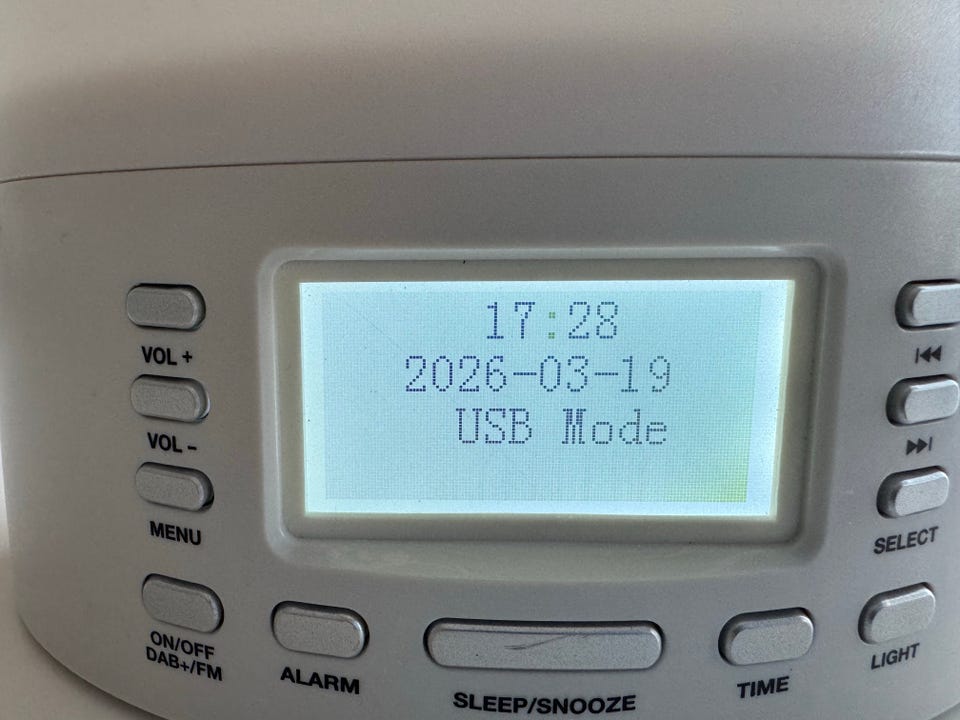 17:28
2026-03-19
USB Mode
VOL +
VOL –
MENU
SELECT
ON/OFF
DAB+/FM
ALARM
SLEEP/SNOOZE
TIME
LIGHT